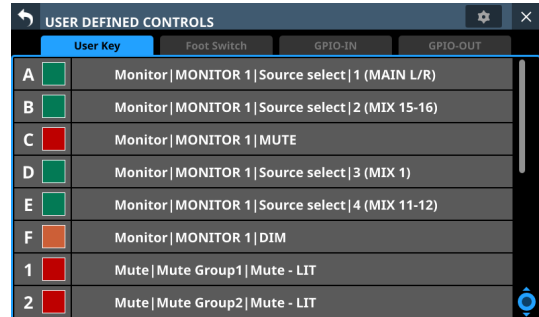 USER DEFINED CONTROLS
User Key Foot Switch GPIO-IN GPIO-OUT
A Monitor|MONITOR 1|Source select|1 (MAIN L/R)
B Monitor|MONITOR 1|Source select|2 (MIX 15-16)
C Monitor|MONITOR 1|MUTE
D Monitor|MONITOR 1|Source select|3 (MIX 1)
E Monitor|MONITOR 1|Source select|4 (MIX 11-12)
F Monitor|MONITOR 1|DIM
1 Mute|Mute Group1|Mute - LIT
2 Mute|Mute Group2|Mute - LIT